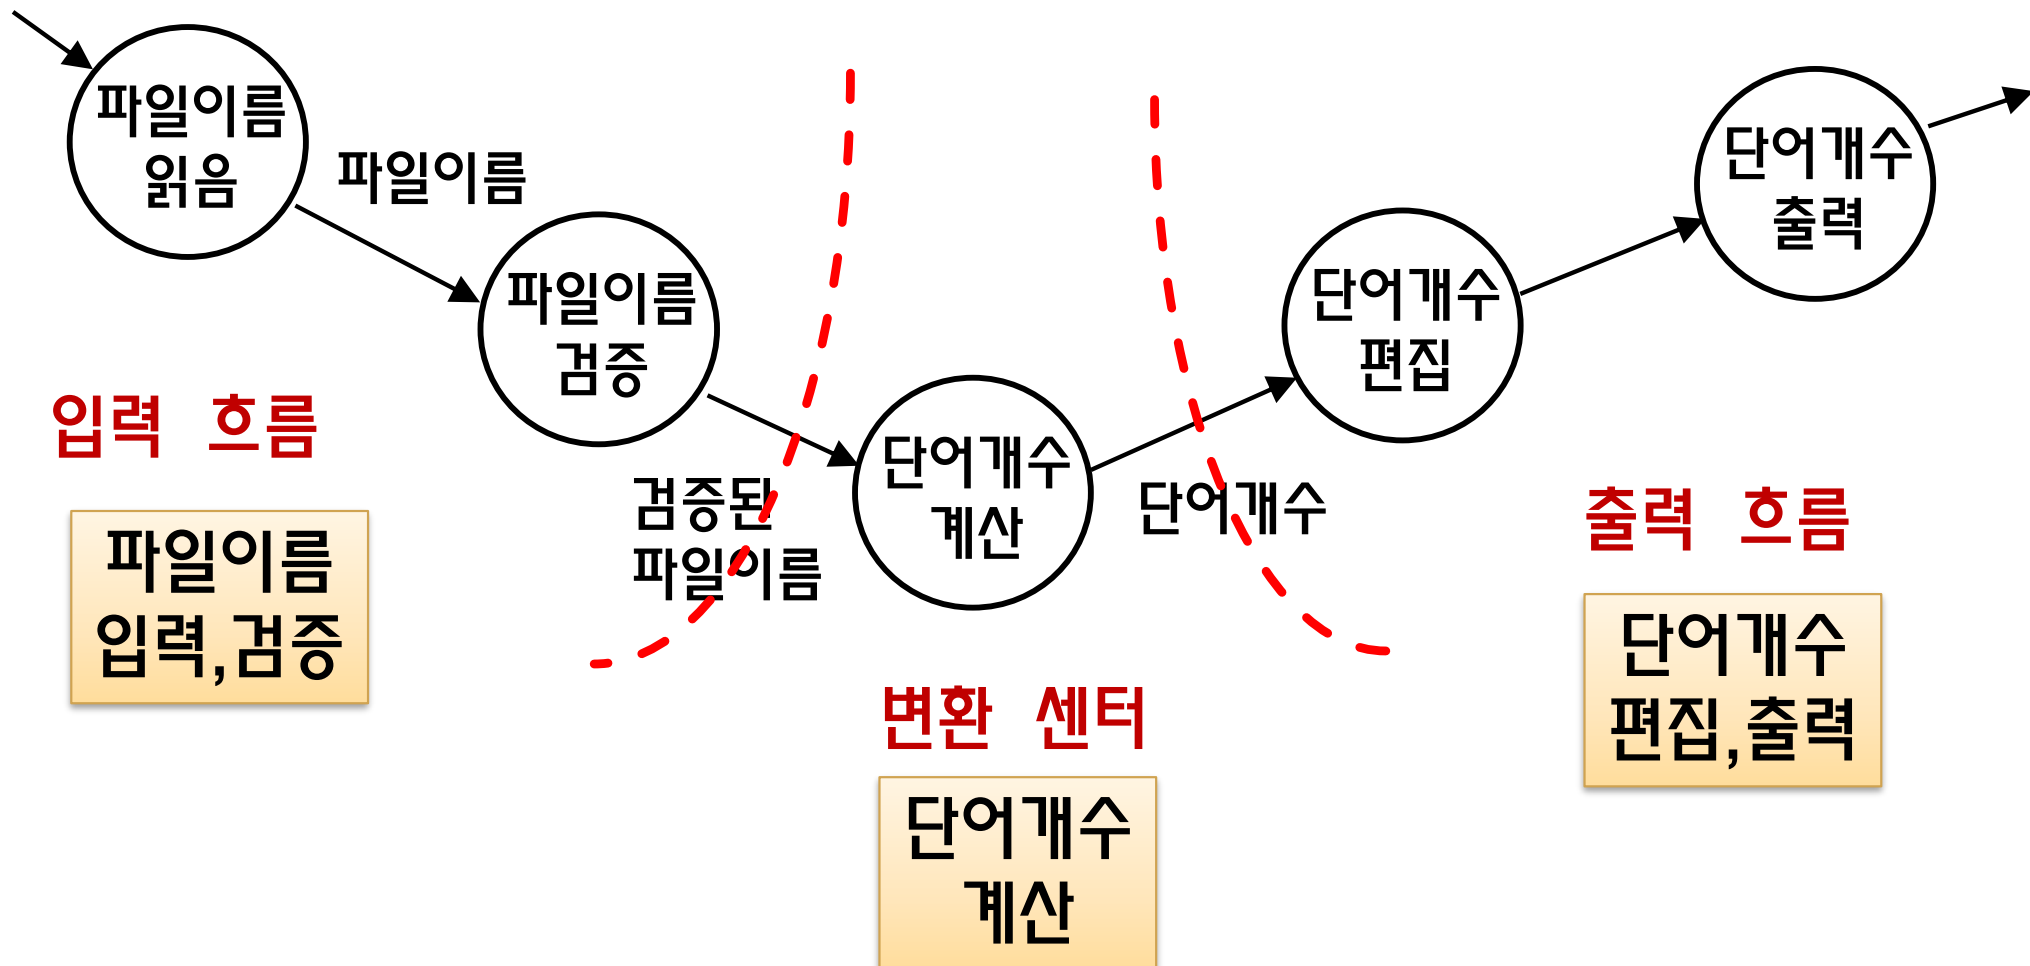 파일이름
읽음
파일이름
파일이름
검증
검증된
파일이름
단어개수
계산
단어개수
단어개수
편집
단어개수
출력
입력 흐름
파일이름
입력,검증
변환 센터
단어개수
계산
출력 흐름
단어개수
편집,출력